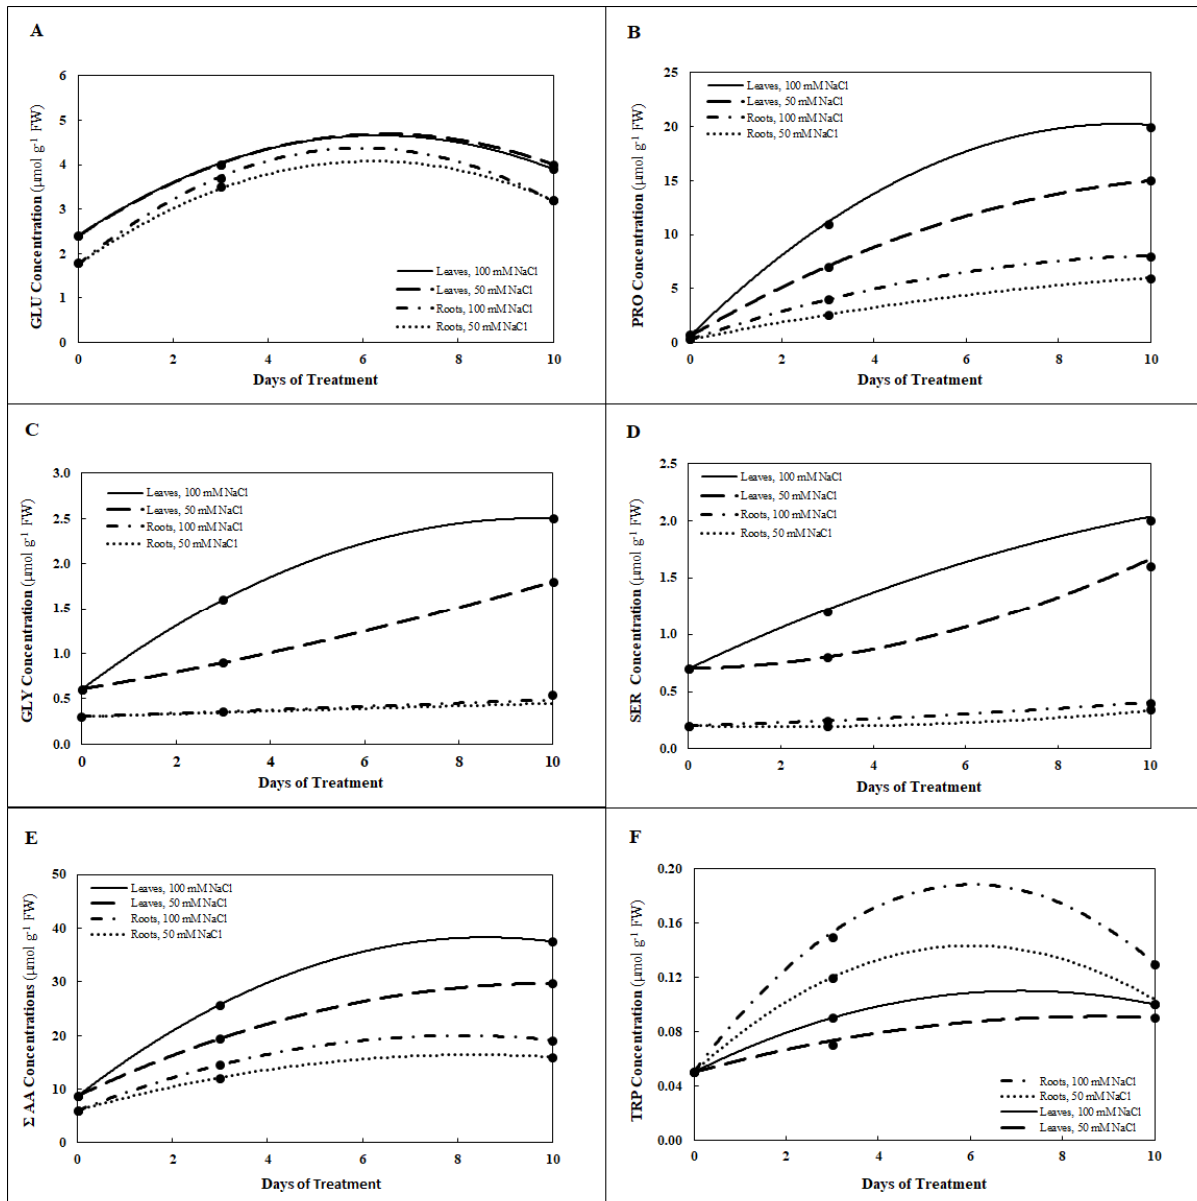 A
GLU Concentration (μmol g⁻¹ FW)
6
5
4
3
2
1
0
Leaves, 100 mM NaCl
Leaves, 50 mM NaCl
Roots, 100 mM NaCl
Roots, 50 mM NaCl
0 2 4 6 8 10
Days of Treatment
B
PRO Concentration (μmol g⁻¹ FW)
25
20
15
10
5
0
Leaves, 100 mM NaCl
Leaves, 50 mM NaCl
Roots, 100 mM NaCl
Roots, 50 mM NaCl
0 2 4 6 8 10
Days of Treatment
C
GLY Concentration (μmol g⁻¹ FW)
3.0
2.5
2.0
1.5
1.0
0.5
0.0
Leaves, 100 mM NaCl
Leaves, 50 mM NaCl
Roots, 100 mM NaCl
Roots, 50 mM NaCl
0 2 4 6 8 10
Days of Treatment
D
SER Concentration (μmol g⁻¹ FW)
2.5
2.0
1.5
1.0
0.5
0.0
Leaves, 100 mM NaCl
Leaves, 50 mM NaCl
Roots, 100 mM NaCl
Roots, 50 mM NaCl
0 2 4 6 8 10
Days of Treatment
E
Σ AA Concentrations (μmol g⁻¹ FW)
50
40
30
20
10
0
Leaves, 100 mM NaCl
Leaves, 50 mM NaCl
Roots, 100 mM NaCl
Roots, 50 mM NaCl
0 2 4 6 8 10
Days of Treatment
F
TRP Concentration (μmol g⁻¹ FW)
0.20
0.16
0.12
0.08
0.04
0.00
Roots, 100 mM NaCl
Roots, 50 mM NaCl
Leaves, 100 mM NaCl
Leaves, 50 mM NaCl
0 2 4 6 8 10
Days of Treatment